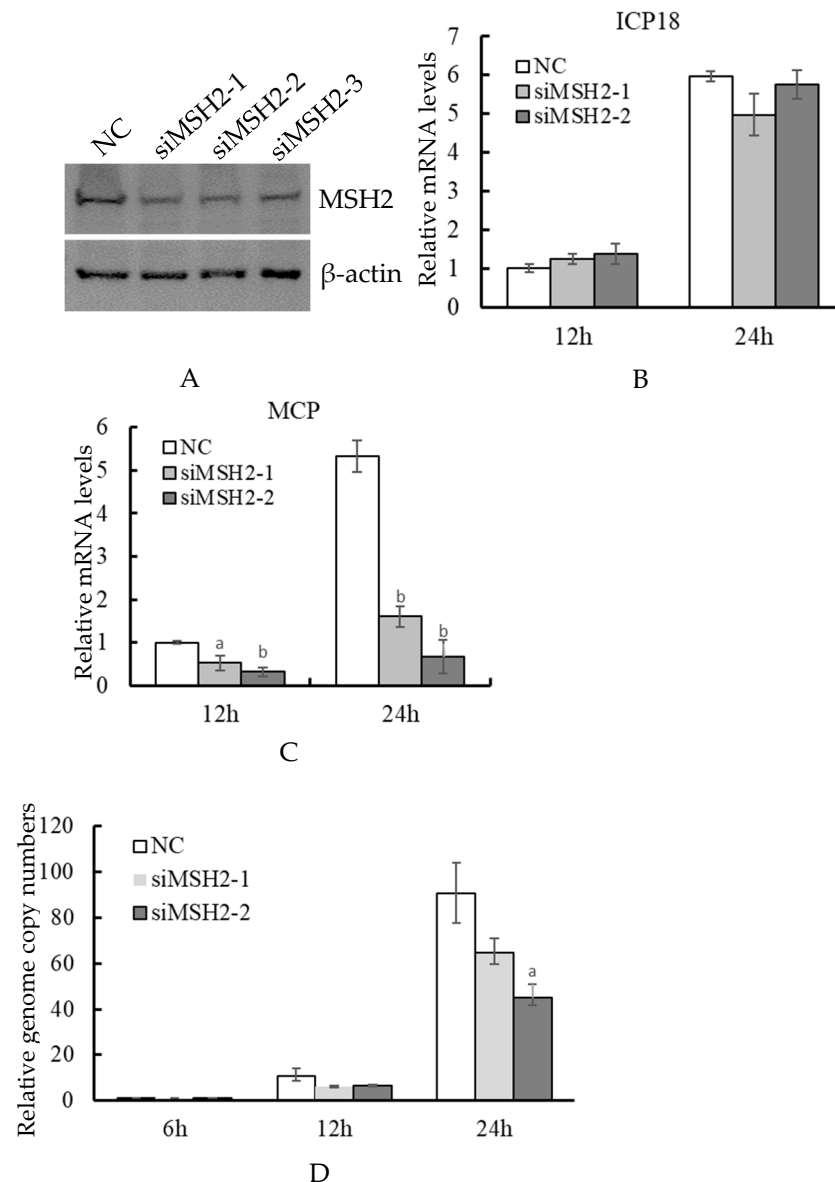 NC
siMSH2-1
siMSH2-2
siMSH2-3
MSH2
β-actin
A
ICP18
Relative mRNA levels
7
6
5
4
3
2
1
0
NC
siMSH2-1
siMSH2-2
12h
24h
B
MCP
Relative mRNA levels
6
5
4
3
2
1
0
NC
siMSH2-1
siMSH2-2
a
b
b
b
12h
24h
C
Relative genome copy numbers
120
100
80
60
40
20
0
NC
siMSH2-1
siMSH2-2
a
6h
12h
24h
D